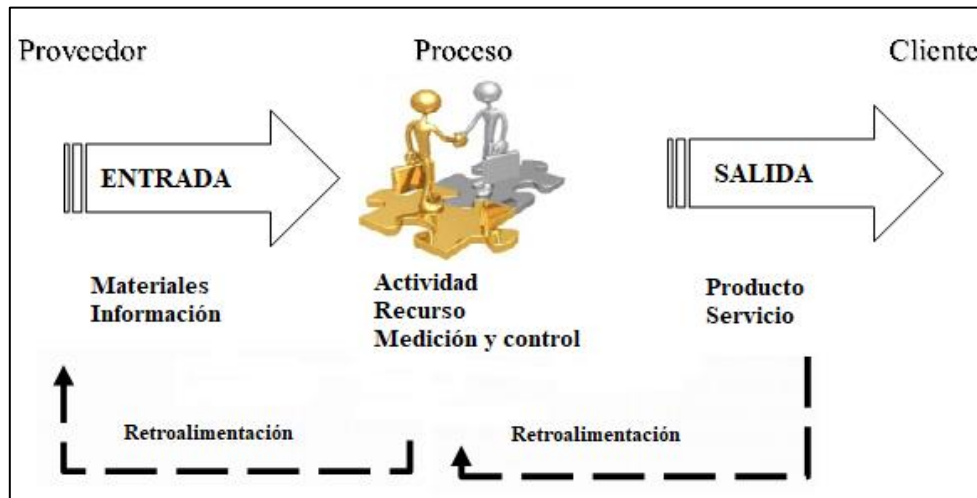 Proveedor
Proceso
Cliente
ENTRADA
SALIDA
Materiales
Información
Actividad
Recurso
Medición y control
Producto
Servicio
Retroalimentación
Retroalimentación